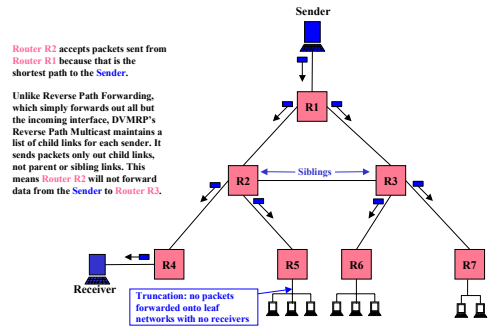 Sender
Router R2 accepts packets sent from
Router R1 because that is the
shortest path to the Sender.
Unlike Reverse Path Forwarding,
which simply forwards out all but
the incoming interface, DVMRP's
Reverse Path Multicast maintains a
list of child links for each sender. It
sends packets only out child links,
not parent or sibling links. This
means Router R2 will not forward
data from the Sender to Router R3.
R1
R2
Siblings
R3
R4
R5
R6
R7
Receiver
Truncation: no packets
forwarded onto leaf
networks with no receivers